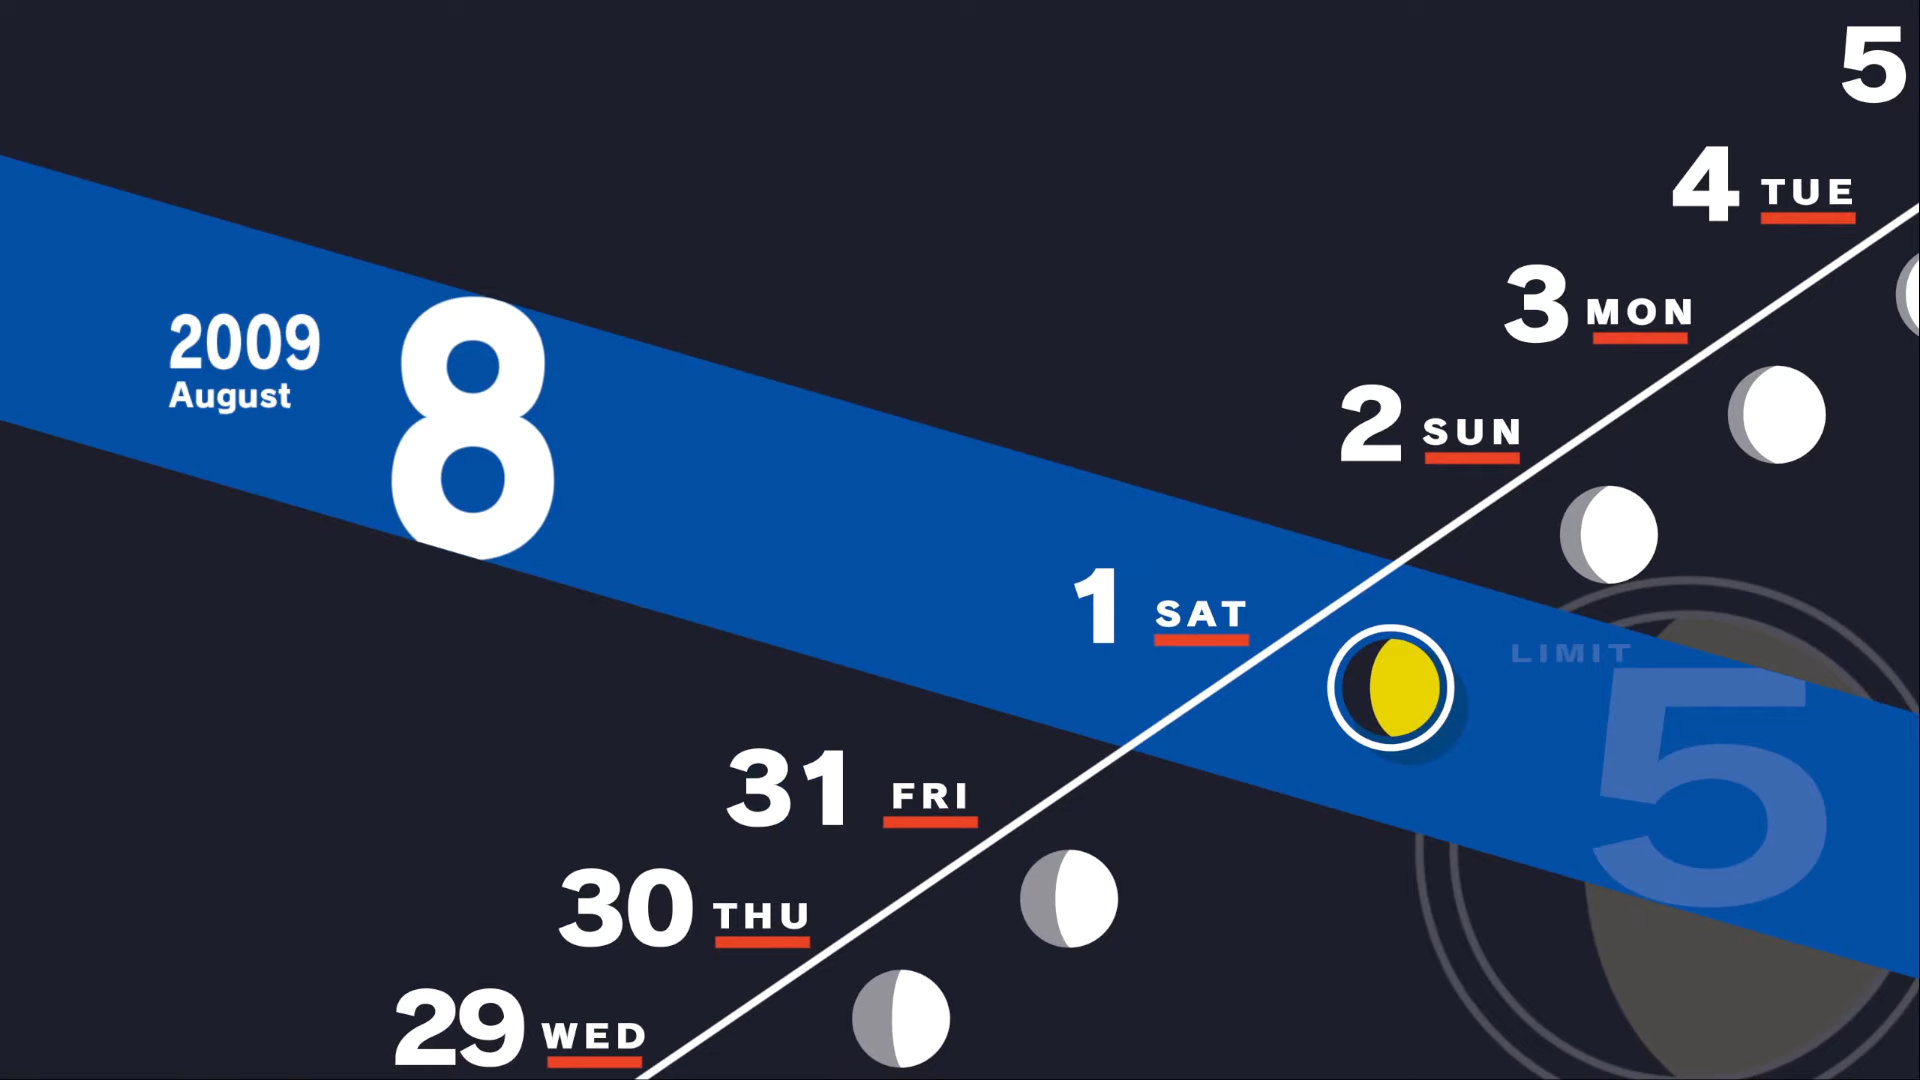 2009
August
8
5
4 TUE
3 MON
2 SUN
1 SAT
31 FRI
30 THU
29 WED
LIMIT
5